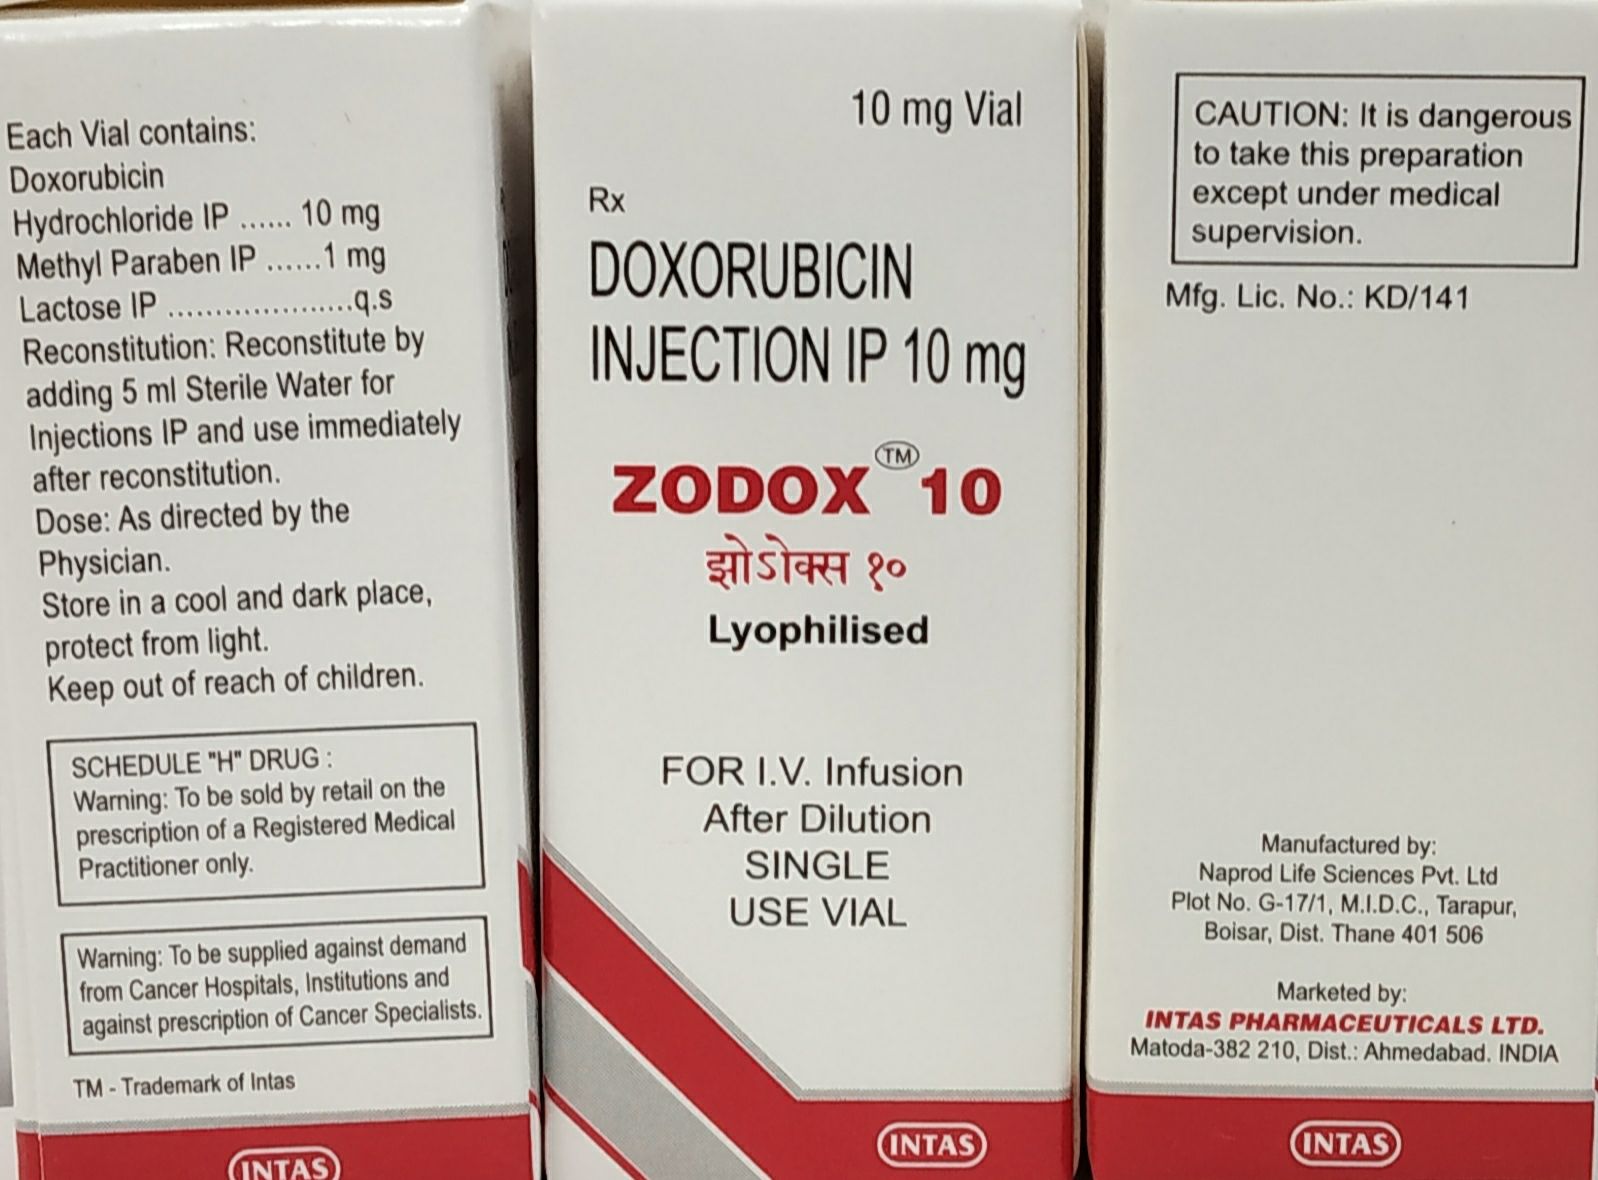 Each Vial contains:
Doxorubicin
Hydrochloride IP ...... 10 mg
Methyl Paraben IP ......1 mg
Lactose IP ....................q.s
Reconstitution: Reconstitute by
adding 5 ml Sterile Water for
Injections IP and use immediately
after reconstitution.
Dose: As directed by the
Physician.
Store in a cool and dark place,
protect from light.
Keep out of reach of children.
SCHEDULE "H" DRUG :
Warning: To be sold by retail on the
prescription of a Registered Medical
Practitioner only.
Warning: To be supplied against demand
from Cancer Hospitals, Institutions and
against prescription of Cancer Specialists.
TM - Trademark of Intas
INTAS
10 mg Vial
Rx
DOXORUBICIN
INJECTION IP 10 mg
ZODOX TM 10
झोऽोक्स १०
Lyophilised
FOR I.V. Infusion
After Dilution
SINGLE
USE VIAL
INTAS
CAUTION: It is dangerous
to take this preparation
except under medical
supervision.
Mfg. Lic. No.: KD/141
Manufactured by:
Naprod Life Sciences Pvt. Ltd
Plot No. G-17/1, M.I.D.C., Tarapur,
Boisar, Dist. Thane 401 506
Marketed by:
INTAS PHARMACEUTICALS LTD.
Matoda-382 210, Dist.: Ahmedabad. INDIA
INTAS